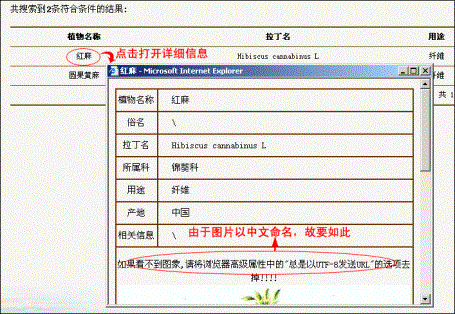 共搜索到2条符合条件的结果:
植物名称 拉丁名 用途
红麻 点击打开详细信息 Hibiscus cannabinus L 纤维
圆果黄麻 纤维
红麻 - Microsoft Internet Explorer
共 1
植物名称 红麻
俗名 \
拉丁名 Hibiscus cannabinus L
所属科 锦葵科
用途 纤维
产地 中国
相关信息 \ 由于图片以中文命名，故要如此
如果看不到图象,请将浏览器高级属性中的"总是以UTF-8发送URL"的选项去
掉!!!!